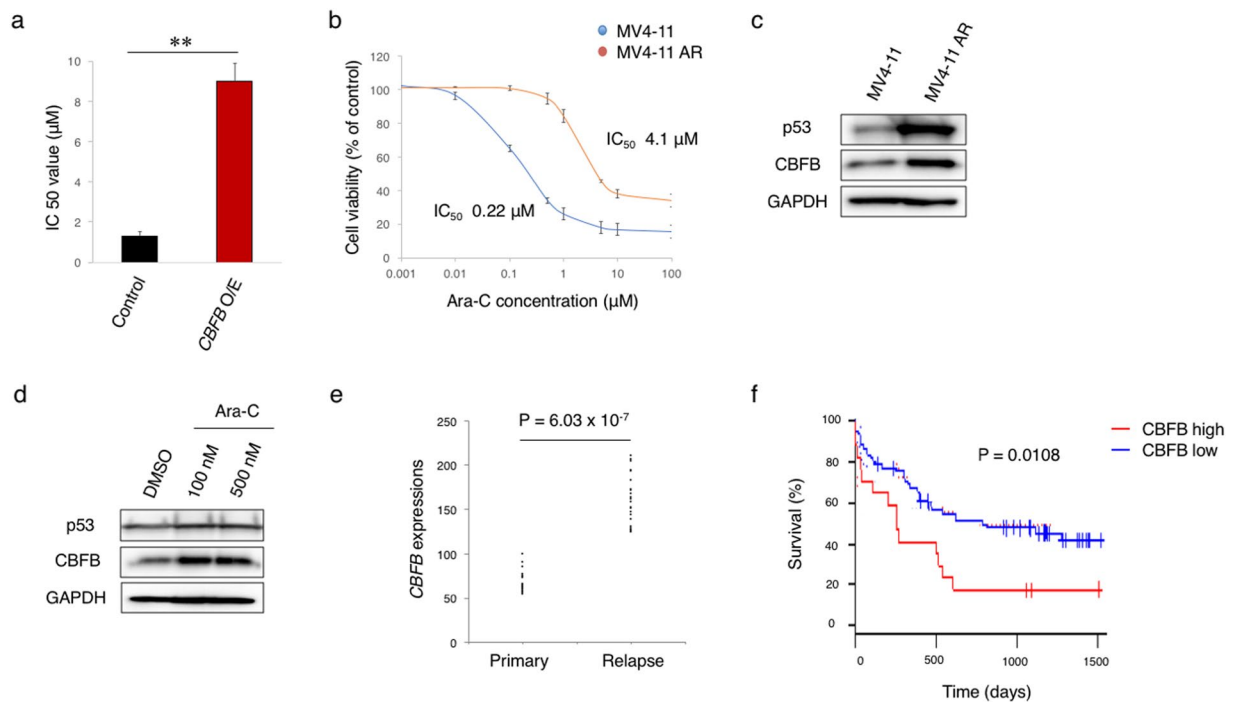 a
**
IC 50 value (µM)
10
8
6
4
2
0
Control
CBFB O/E
b
MV4-11
MV4-11 AR
Cell viability (% of control)
120
100
80
60
40
20
0
IC50 4.1 µM
IC50 0.22 µM
0.001 0.01 0.1 1 10 100
Ara-C concentration (µM)
c
MV4-11
MV4-11 AR
p53
CBFB
GAPDH
d
Ara-C
DMSO
100 nM
500 nM
p53
CBFB
GAPDH
e
P = 6.03 x 10-7
CBFB expressions
250
200
150
100
50
0
Primary Relapse
f
CBFB high
CBFB low
P = 0.0108
Survival (%)
100
80
60
40
20
0
0 500 1000 1500
Time (days)